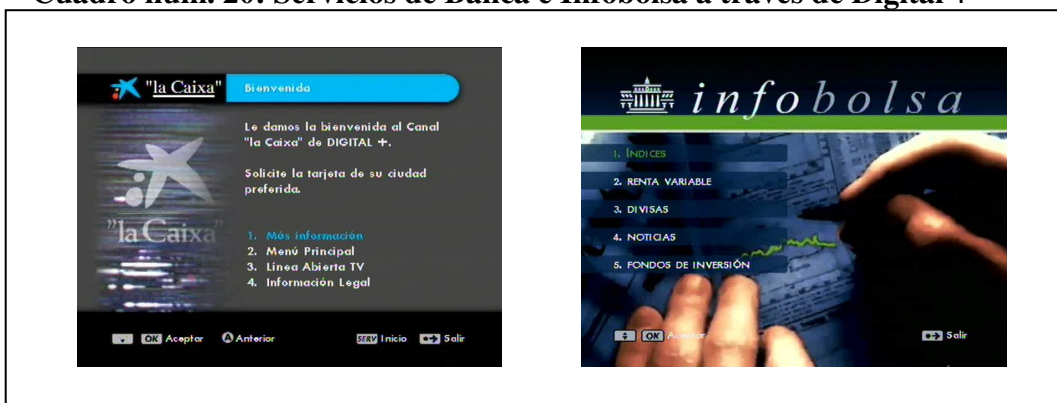 Cuadro núm. 20: Servicios de Banca e Infobolsa a través de Digital +
"la Caixa"
Bienvenida
Le damos la bienvenida al Canal
"la Caixa" de DIGITAL +.
Solicite la tarjeta de su ciudad
preferida.
"la Caixa"
1. Más información
2. Menú Principal
3. Línea Abierta TV
4. Información Legal
OK Aceptar A Anterior SERV Inicio Salir
infobolsa
1. ÍNDICES
2. RENTA VARIABLE
3. DIVISAS
4. NOTICIAS
5. FONDOS DE INVERSIÓN
OK Aceptar Salir